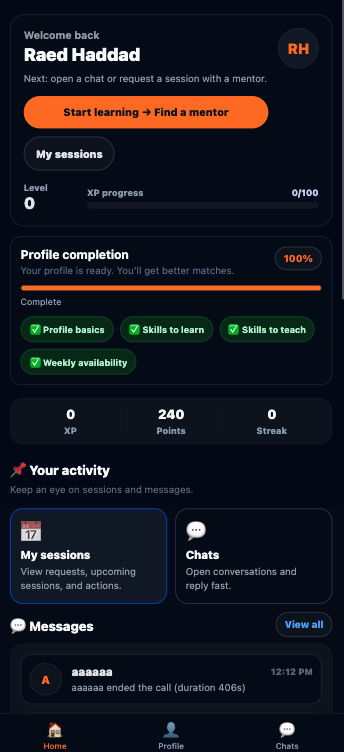 Welcome back
Raed Haddad
RH
Next: open a chat or request a session with a mentor.
Start learning → Find a mentor
My sessions
Level
0
XP progress
0/100
Profile completion
100%
Your profile is ready. You'll get better matches.
Complete
✅ Profile basics
✅ Skills to learn
✅ Skills to teach
✅ Weekly availability
0
XP
240
Points
0
Streak
📌 Your activity
Keep an eye on sessions and messages.
My sessions
View requests, upcoming
sessions, and actions.
Chats
Open conversations and
reply fast.
💬 Messages
View all
A
aaaaaa
12:12 PM
aaaaaa ended the call (duration 406s)
Home
Profile
Chats